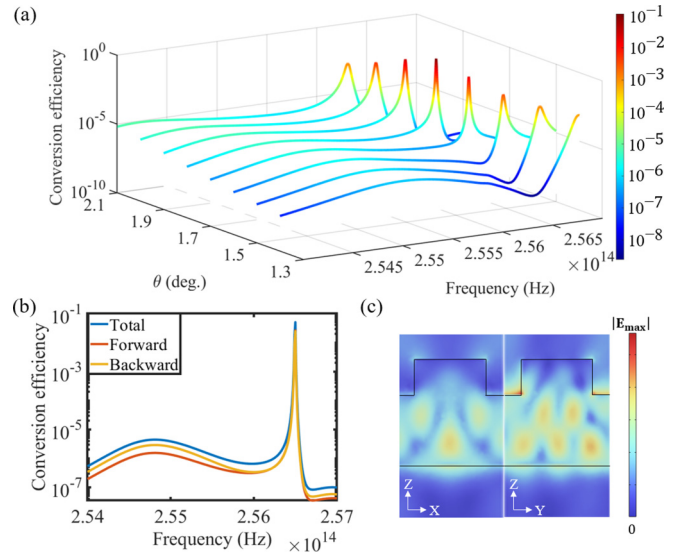 (a)
Conversion efficiency
10^0
10^-5
10^-10
2.1
1.9
1.7
1.5
1.3
θ (deg.)
2.545
2.55
2.555
2.56
2.565
×10^14
Frequency (Hz)
10^-1
10^-2
10^-3
10^-4
10^-5
10^-6
10^-7
10^-8
(b)
Conversion efficiency
10^-1
10^-3
10^-5
10^-7
Total
Forward
Backward
2.54
2.55
2.56
2.57
Frequency (Hz)
×10^14
(c)
|E_max|
Z
X
Z
Y
0